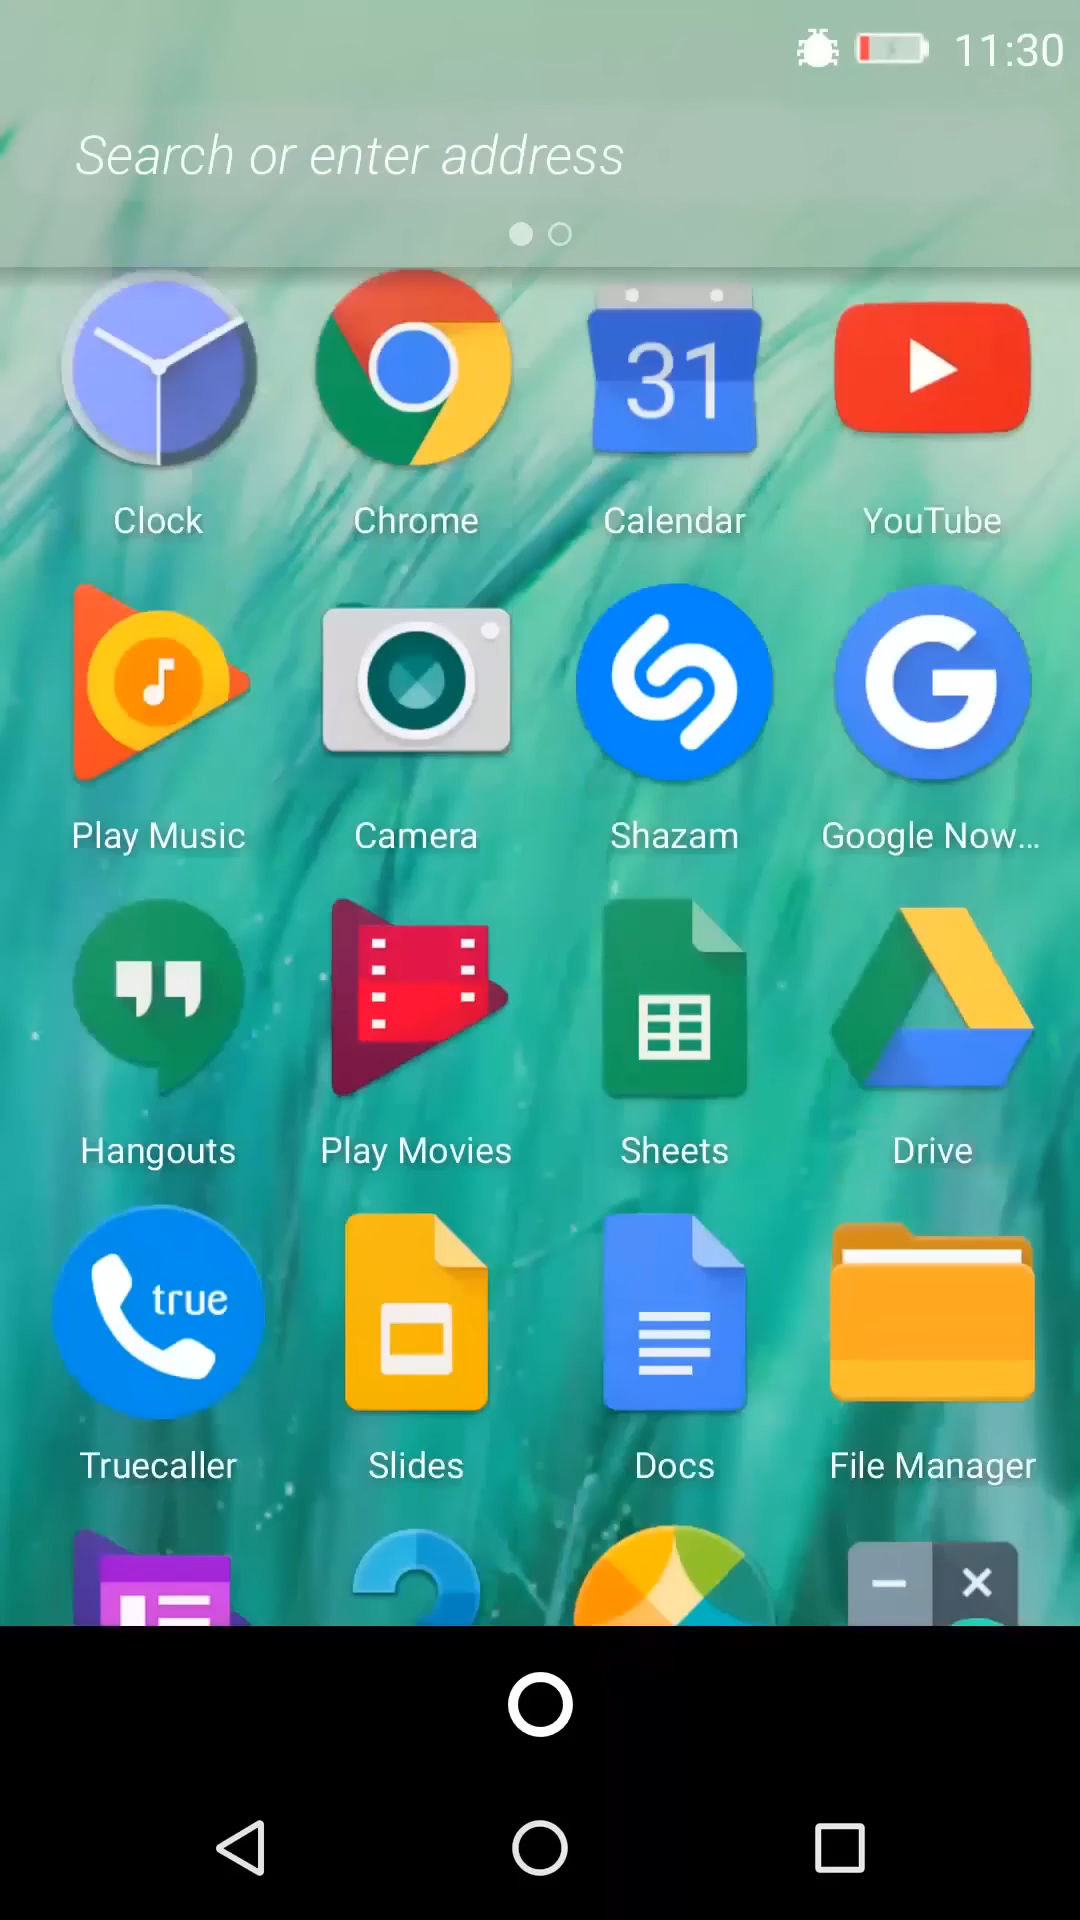 11:30
Search or enter address
31
Clock Chrome Calendar YouTube
G
Play Music Camera Shazam Google Now...
Hangouts Play Movies Sheets Drive
true
Truecaller Slides Docs File Manager